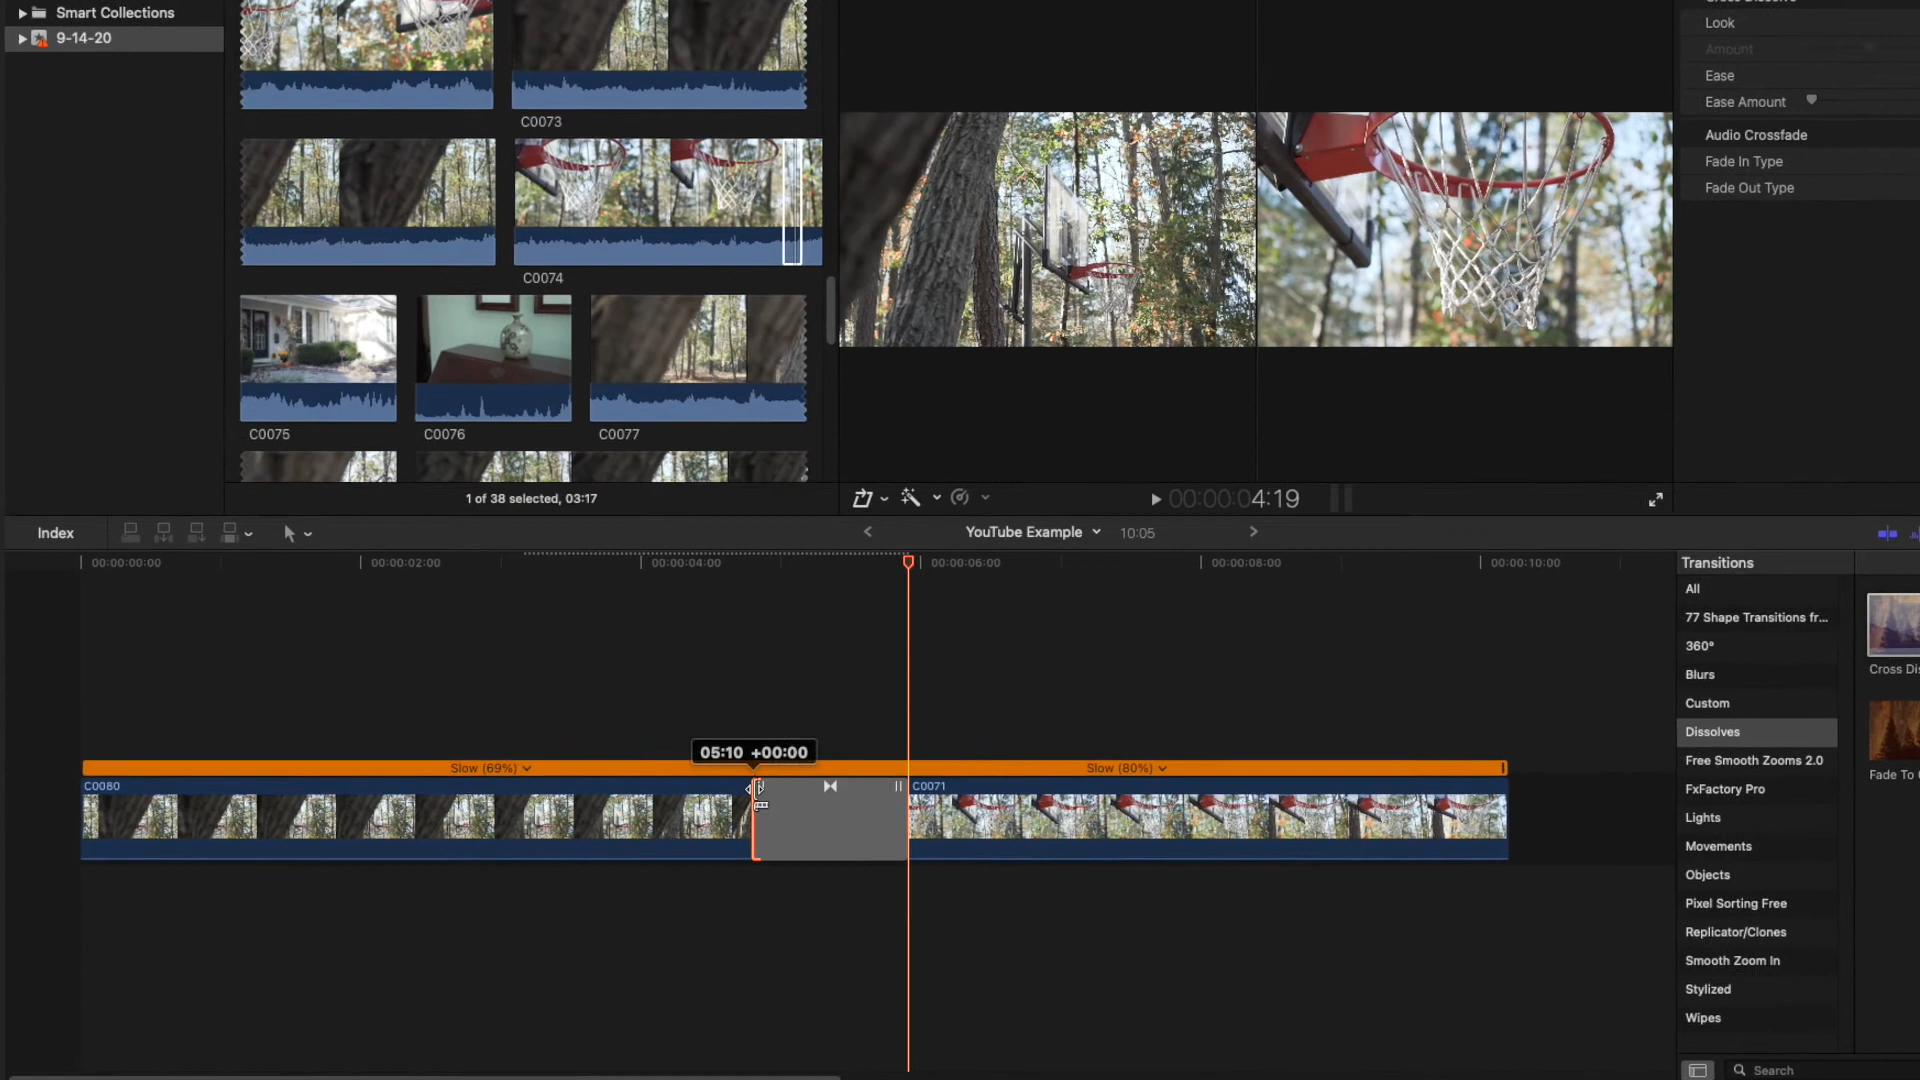 Smart Collections
9-14-20
C0073
C0074
C0075
C0076
C0077
1 of 38 selected, 03:17
00:00:04:19
Look
Amount
Ease
Ease Amount
Audio Crossfade
Fade In Type
Fade Out Type
Index
YouTube Example
10:05
00:00:00:00
00:00:02:00
00:00:04:00
00:00:06:00
00:00:08:00
00:00:10:00
05:10 +00:00
Slow (69%)
Slow (80%)
C0080
C0071
Transitions
All
77 Shape Transitions fr...
360°
Blurs
Custom
Dissolves
Free Smooth Zooms 2.0
FxFactory Pro
Lights
Movements
Objects
Pixel Sorting Free
Replicator/Clones
Smooth Zoom In
Stylized
Wipes
Cross Dis
Fade To C
Search